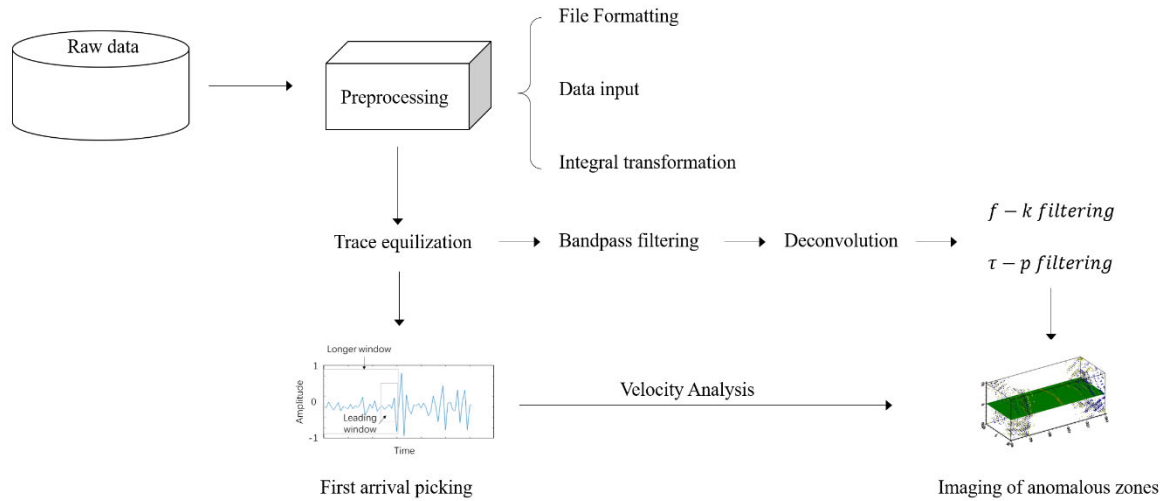 Raw data
Preprocessing
File Formatting
Data input
Integral transformation
Trace equilization
Bandpass filtering
Deconvolution
f − k filtering
τ − p filtering
Longer window
1
0
-1
Amplitude
Leading
window
Time
Velocity Analysis
First arrival picking
Imaging of anomalous zones